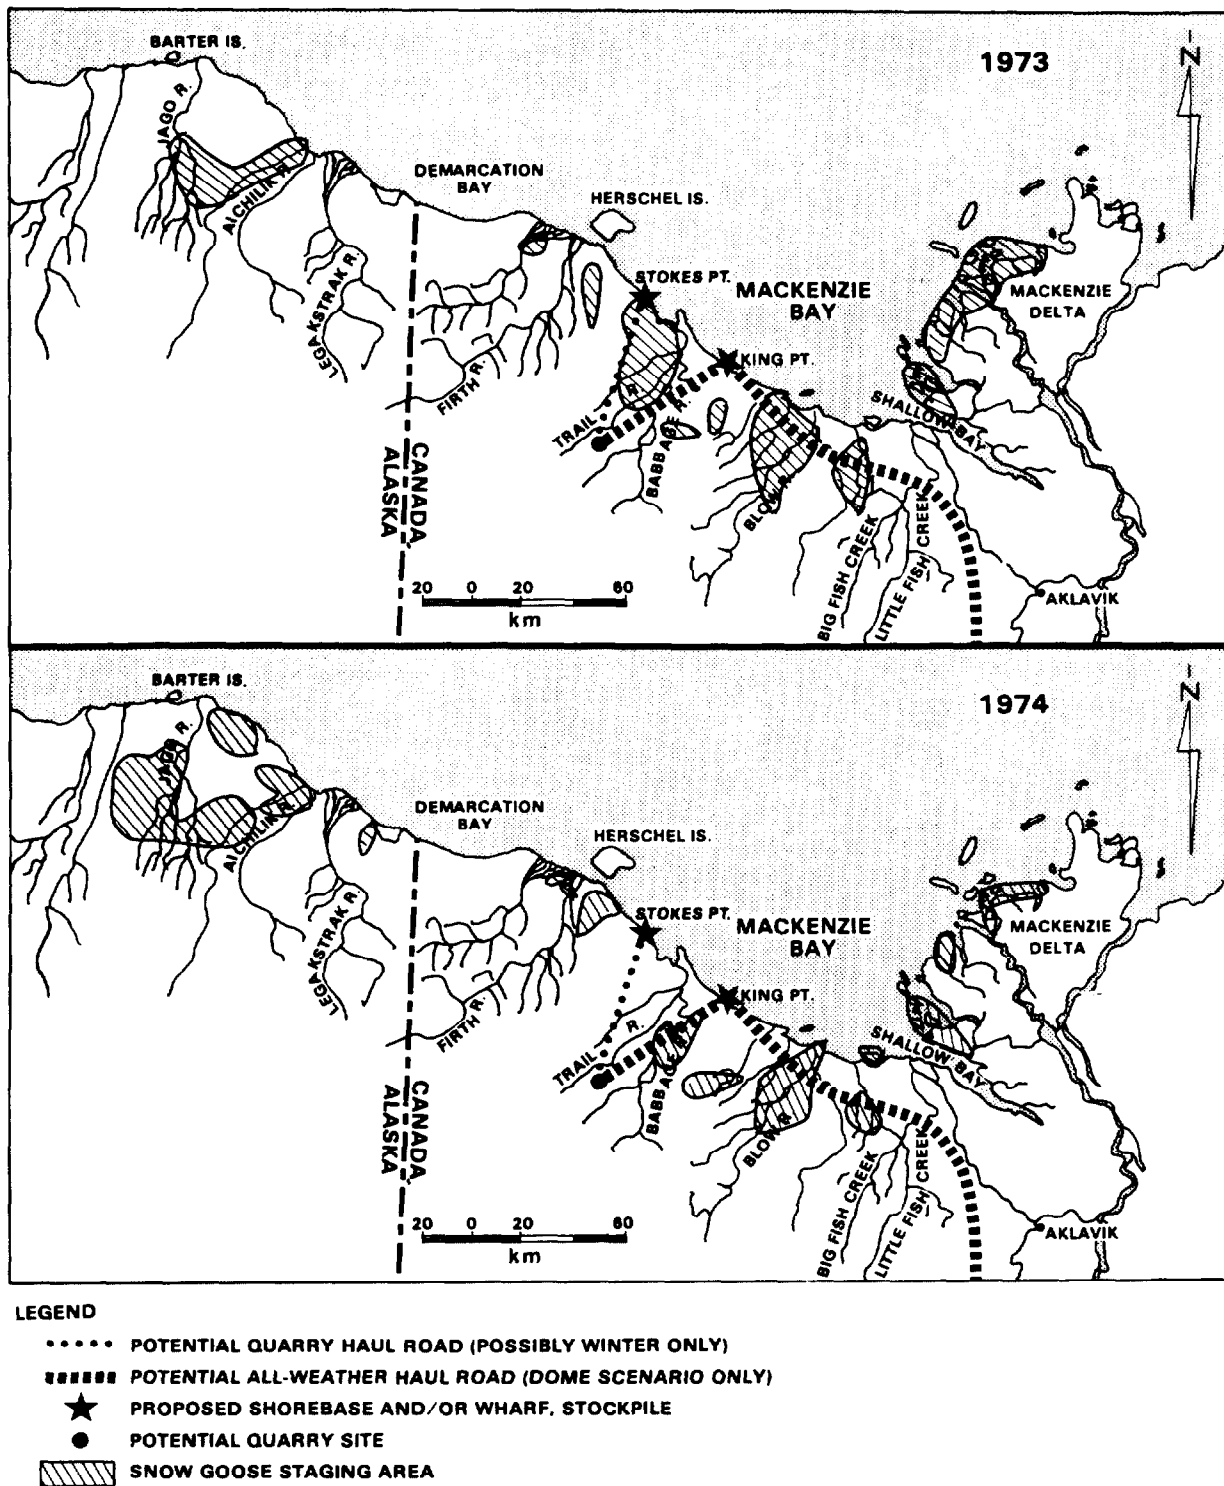 1973
N
BARTER IS.
JAGO R.
AICHILIK R.
DEMARCATION
BAY
HERSCHEL IS.
STOKES PT.
MACKENZIE
BAY
MACKENZIE
DELTA
KING PT.
LEGAKSTRAK R.
FIRTH R.
TRAIL R.
BABBAGE R.
SHALLOW BAY
CANADA
ALASKA
BLOW R.
BIG FISH CREEK
LITTLE FISH CREEK
AKLAVIK
20 0 20 60
km
1974
N
BARTER IS.
JAGO R.
AICHILIK R.
DEMARCATION
BAY
HERSCHEL IS.
STOKES PT.
MACKENZIE
BAY
MACKENZIE
DELTA
KING PT.
LEGAKSTRAK R.
FIRTH R.
TRAIL R.
BABBAGE R.
SHALLOW BAY
CANADA
ALASKA
BLOW R.
BIG FISH CREEK
LITTLE FISH CREEK
AKLAVIK
20 0 20 60
km
LEGEND
POTENTIAL QUARRY HAUL ROAD (POSSIBLY WINTER ONLY)
POTENTIAL ALL-WEATHER HAUL ROAD (DOME SCENARIO ONLY)
PROPOSED SHOREBASE AND/OR WHARF, STOCKPILE
POTENTIAL QUARRY SITE
SNOW GOOSE STAGING AREA